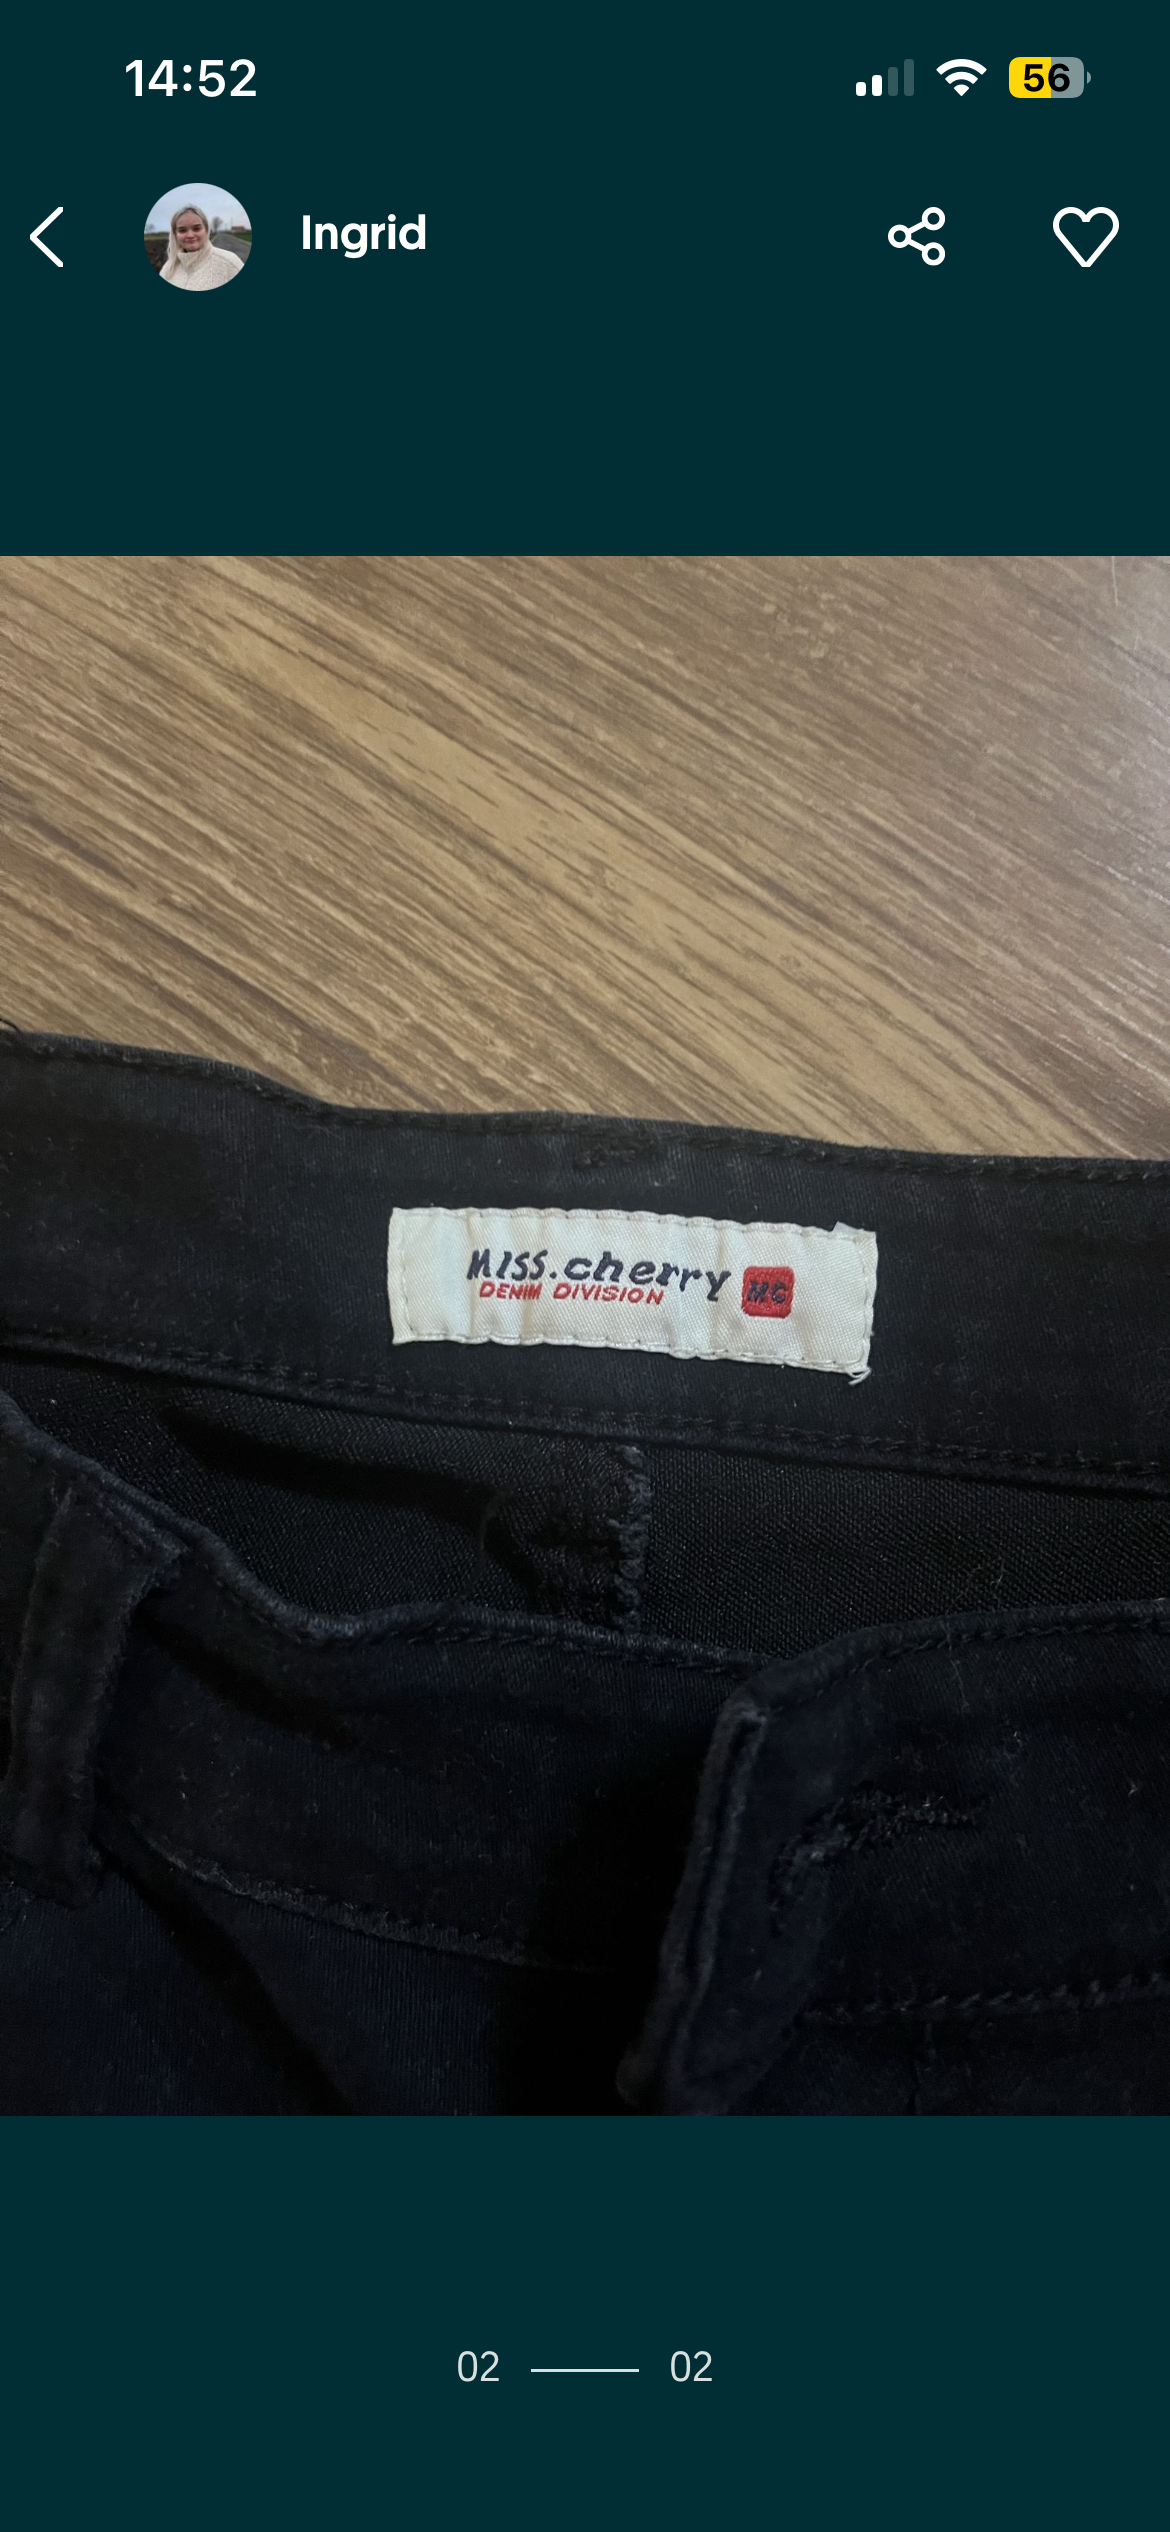 14:52
56
Ingrid
MISS.cherry
DENIM DIVISION
MC
02
02